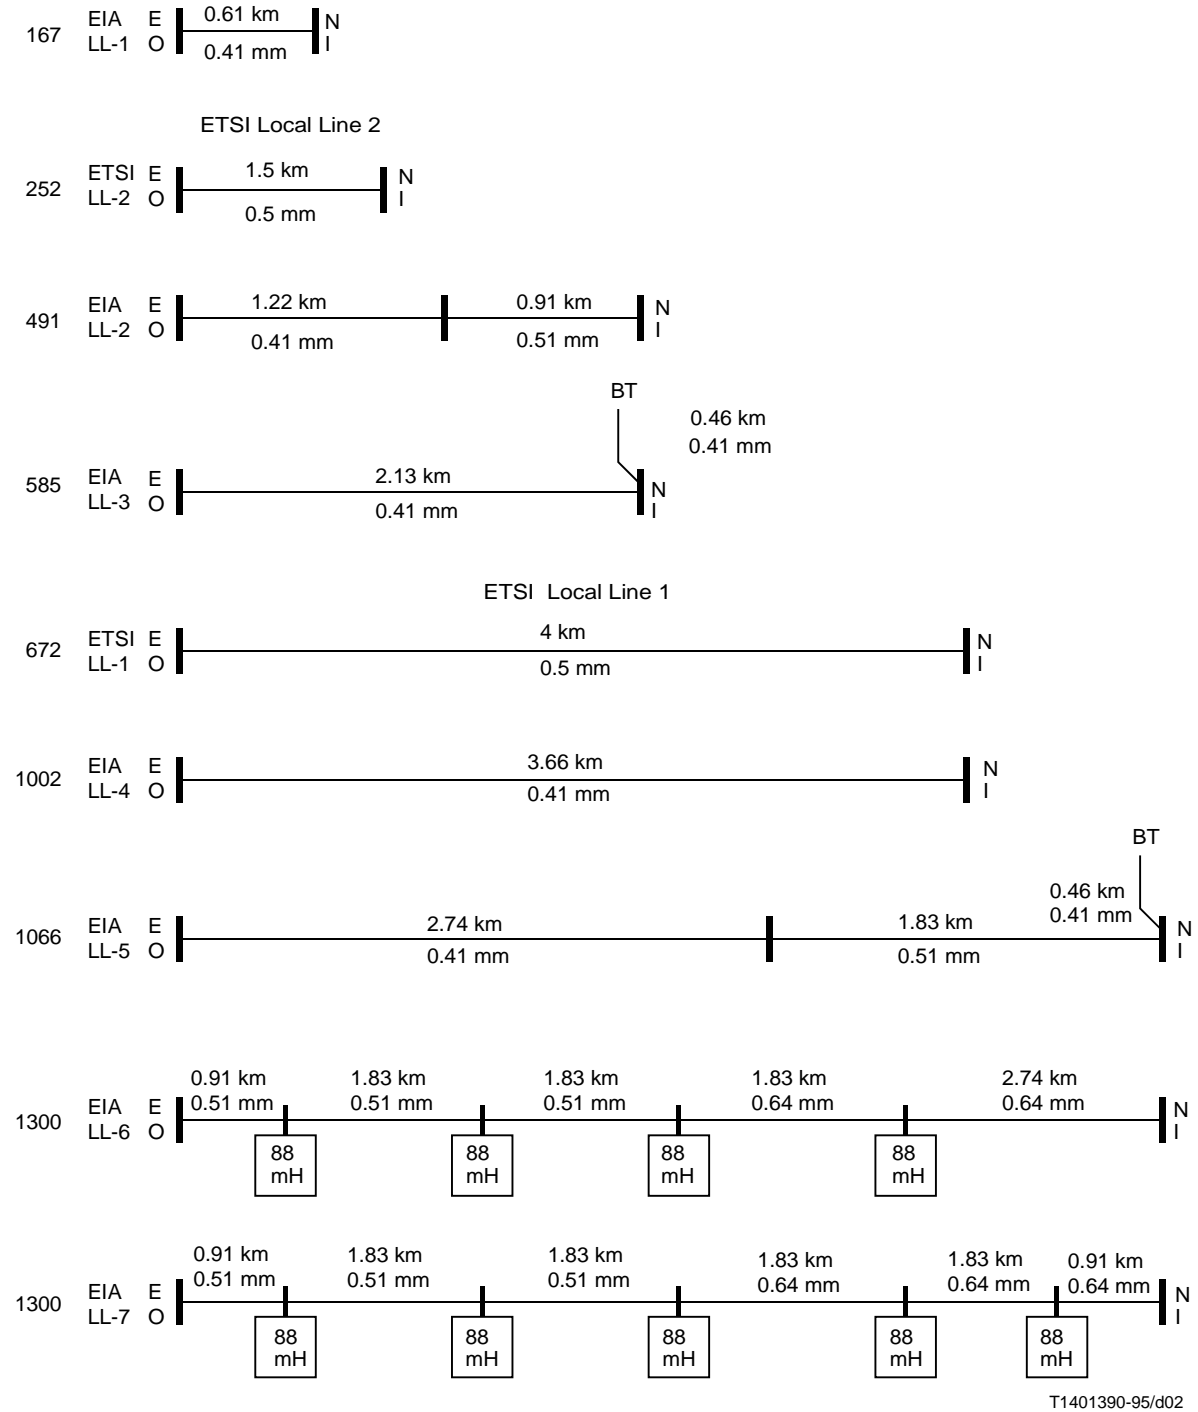 0.61 km
167 EIA E N
LL-1 O I
0.41 mm
ETSI Local Line 2
1.5 km
252 ETSI E N
LL-2 O I
0.5 mm
1.22 km 0.91 km
491 EIA E N
LL-2 O I
0.41 mm 0.51 mm
BT
0.46 km
0.41 mm
2.13 km
585 EIA E N
LL-3 O I
0.41 mm
ETSI Local Line 1
4 km
672 ETSI E N
LL-1 O I
0.5 mm
3.66 km
1002 EIA E N
LL-4 O I
0.41 mm
BT
0.46 km
0.41 mm
2.74 km 1.83 km
1066 EIA E N
LL-5 O I
0.41 mm 0.51 mm
0.91 km 1.83 km 1.83 km 1.83 km 2.74 km
0.51 mm 0.51 mm 0.51 mm 0.64 mm 0.64 mm
1300 EIA E N
LL-6 O I
88 88 88 88
mH mH mH mH
0.91 km 1.83 km 1.83 km 1.83 km 1.83 km 0.91 km
0.51 mm 0.51 mm 0.51 mm 0.64 mm 0.64 mm 0.64 mm
1300 EIA E N
LL-7 O I
88 88 88 88 88
mH mH mH mH mH
T1401390-95/d02